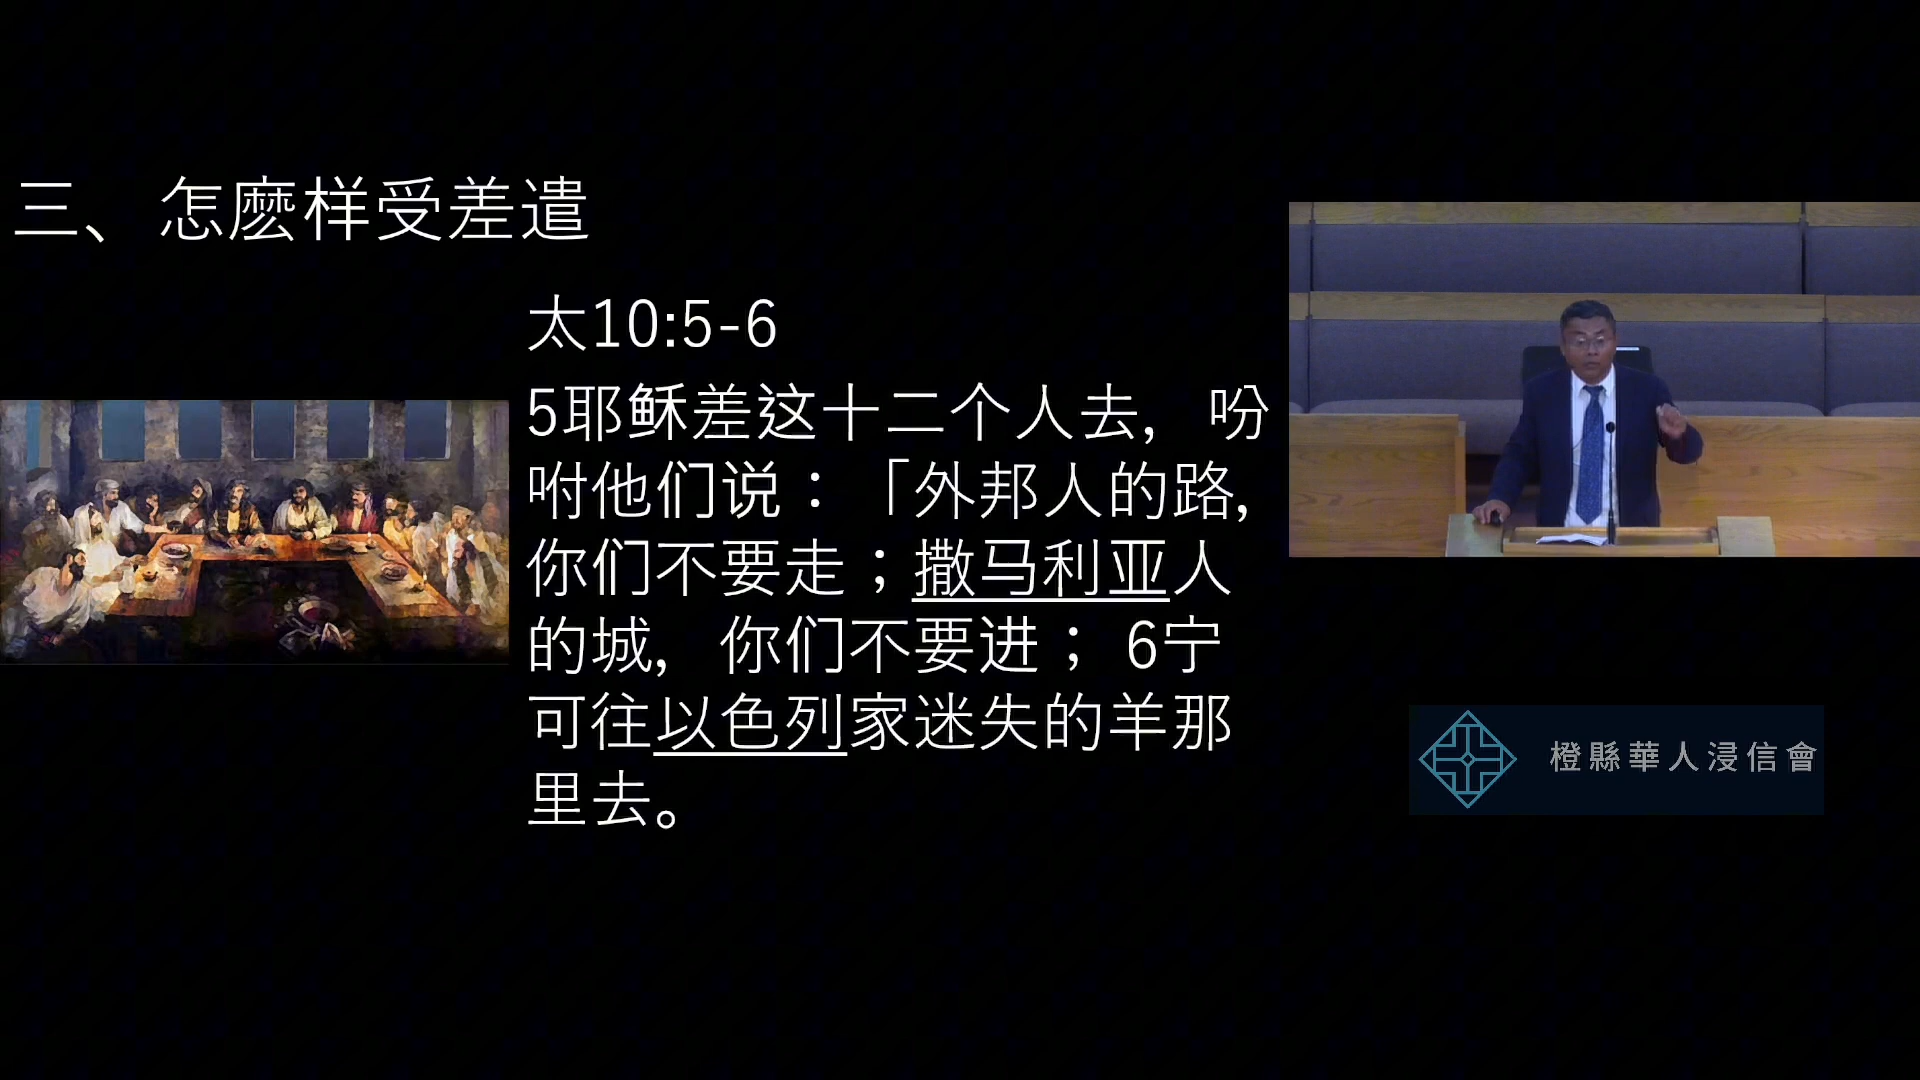 三、怎麽样受差遣
太10:5-6
5耶稣差这十二个人去, 吩
咐他们说：「外邦人的路,
你们不要走；撒马利亚人
的城, 你们不要进； 6宁
可往以色列家迷失的羊那
里去。
橙縣華人浸信會